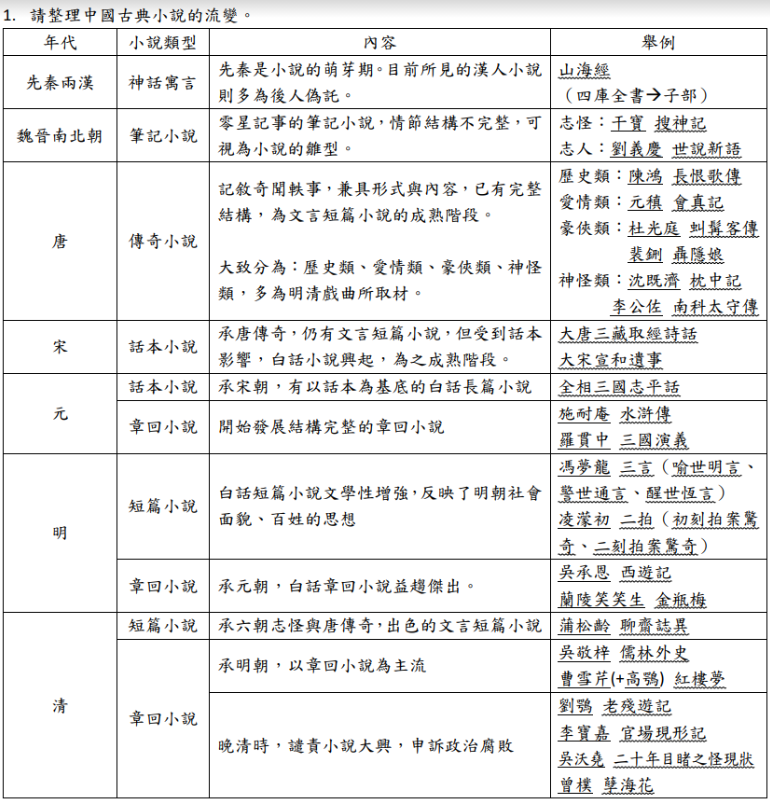 1. 請整理中國古典小說的流變。
年代 小說類型 內容 舉例
先秦兩漢 神話寓言 先秦是小說的萌芽期。目前所見的漢人小說
則多為後人偽託。
山海經
（四庫全書→子部）
魏晉南北朝 筆記小說 零星記事的筆記小說，情節結構不完整，可
視為小說的雛型。
志怪：干寶 搜神記
志人：劉義慶 世說新語
唐 傳奇小說 記敘奇聞軼事，兼具形式與內容，已有完整
結構，為文言短篇小說的成熟階段。
大致分為：歷史類、愛情類、豪俠類、神怪
類，多為明清戲曲所取材。
歷史類：陳鴻 長恨歌傳
愛情類：元稹 會真記
豪俠類：杜光庭 虯髯客傳
裴鉶 聶隱娘
神怪類：沈既濟 枕中記
李公佐 南科太守傳
宋 話本小說 承唐傳奇，仍有文言短篇小說，但受到話本
影響，白話小說興起，為之成熟階段。
大唐三藏取經詩話
大宋宣和遺事
元 話本小說 承宋朝，有以話本為基底的白話長篇小說 全相三國志平話
章回小說 開始發展結構完整的章回小說 施耐庵 水滸傳
羅貫中 三國演義
明 短篇小說 白話短篇小說文學性增強，反映了明朝社會
面貌、百姓的思想
馮夢龍 三言（喻世明言、
警世通言、醒世恆言）
凌濛初 二拍（初刻拍案驚
奇、二刻拍案驚奇）
章回小說 承元朝，白話章回小說益趨傑出。 吳承恩 西遊記
蘭陵笑笑生 金瓶梅
清 短篇小說 承六朝志怪與唐傳奇，出色的文言短篇小說 蒲松齡 聊齋誌異
章回小說 承明朝，以章回小說為主流 吳敬梓 儒林外史
曹雪芹(+高鶚) 紅樓夢
晚清時，譴責小說大興，申訴政治腐敗 劉鶚 老殘遊記
李寶嘉 官場現形記
吳沃堯 二十年目睹之怪現狀
曾樸 孽海花